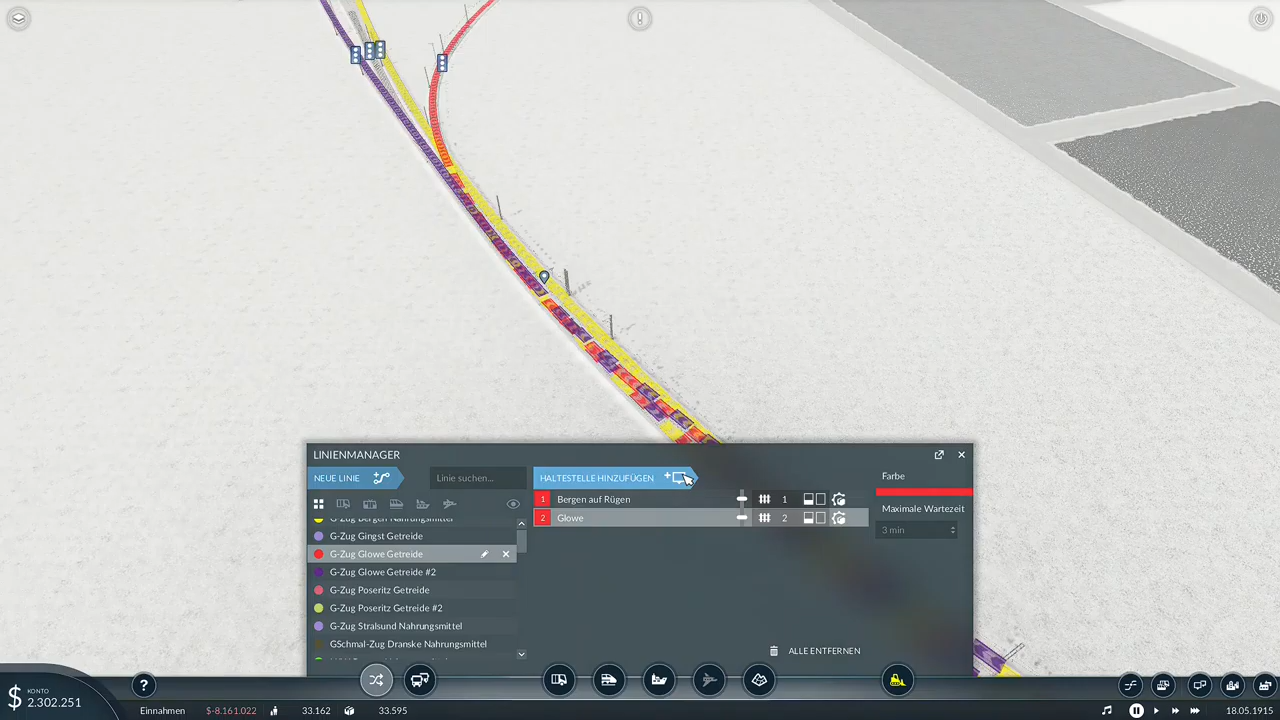 LINIENMANAGER
NEUE LINIE
Linie suchen...
HALTESTELLE HINZUFÜGEN
Farbe
1 Bergen auf Rügen 1
2 Glowe 2
Maximale Wartezeit
3 min
G-Zug Bergen Nahrungsmittel
G-Zug Gingst Getreide
G-Zug Glowe Getreide
G-Zug Glowe Getreide #2
G-Zug Poseritz Getreide
G-Zug Poseritz Getreide #2
G-Zug Stralsund Nahrungsmittel
GSchmal-Zug Dranske Nahrungsmittel
ALLE ENTFERNEN
?
$ KONTO
2.302.251
Einnahmen $-8.161.022 33.162 33.595 18.05.1915